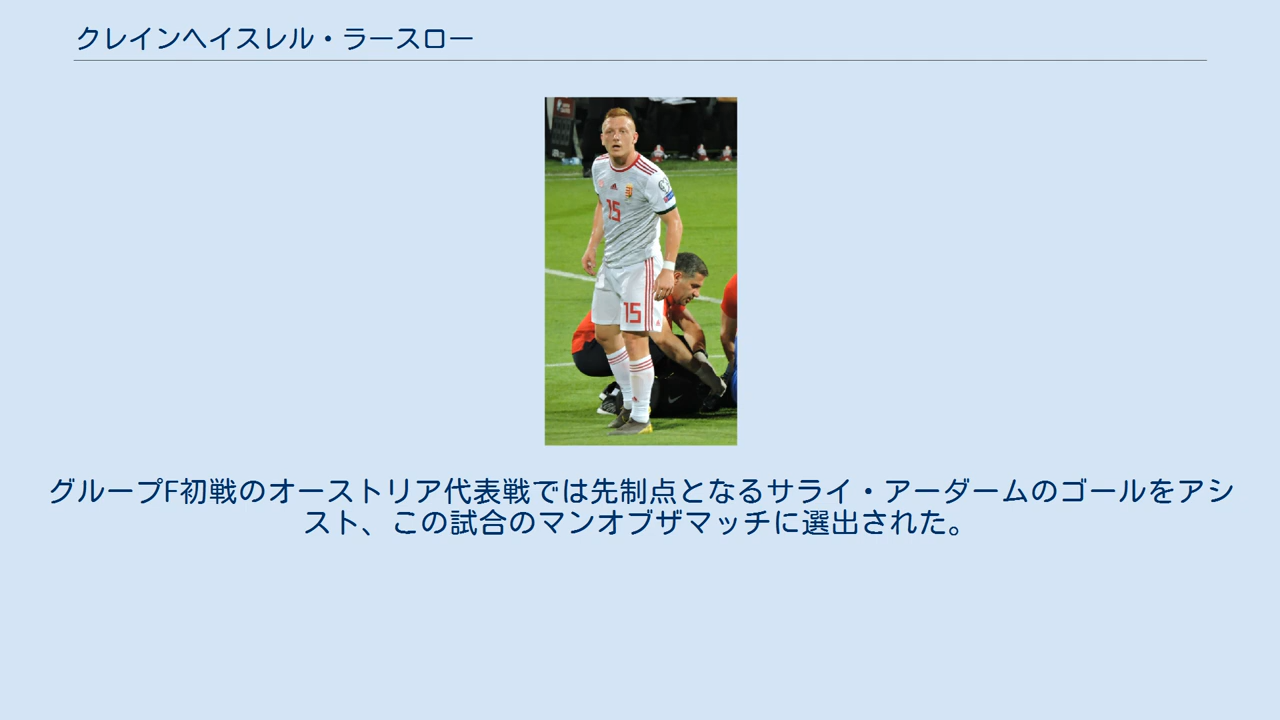 クレインヘイスレル・ラースロー
15
15
グループF初戦のオーストリア代表戦では先制点となるサライ・アーダームのゴールをアシ
スト、この試合のマンオブザマッチに選出された。